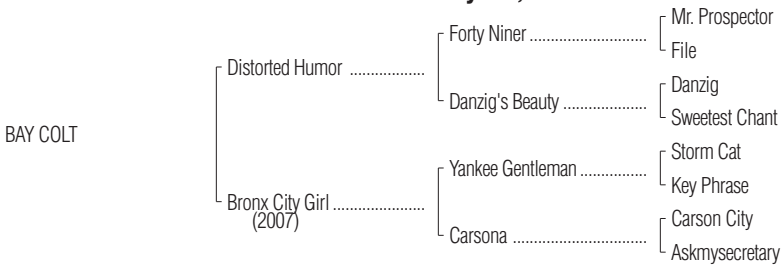 Mr. Prospector
Forty Niner ............................
File
Distorted Humor ..................
Danzig
Danzig's Beauty ....................
Sweetest Chant
BAY COLT
Storm Cat
Yankee Gentleman ................
Key Phrase
Bronx City Girl ......................
(2007)
Carson City
Carsona ................................
Askmysecretary